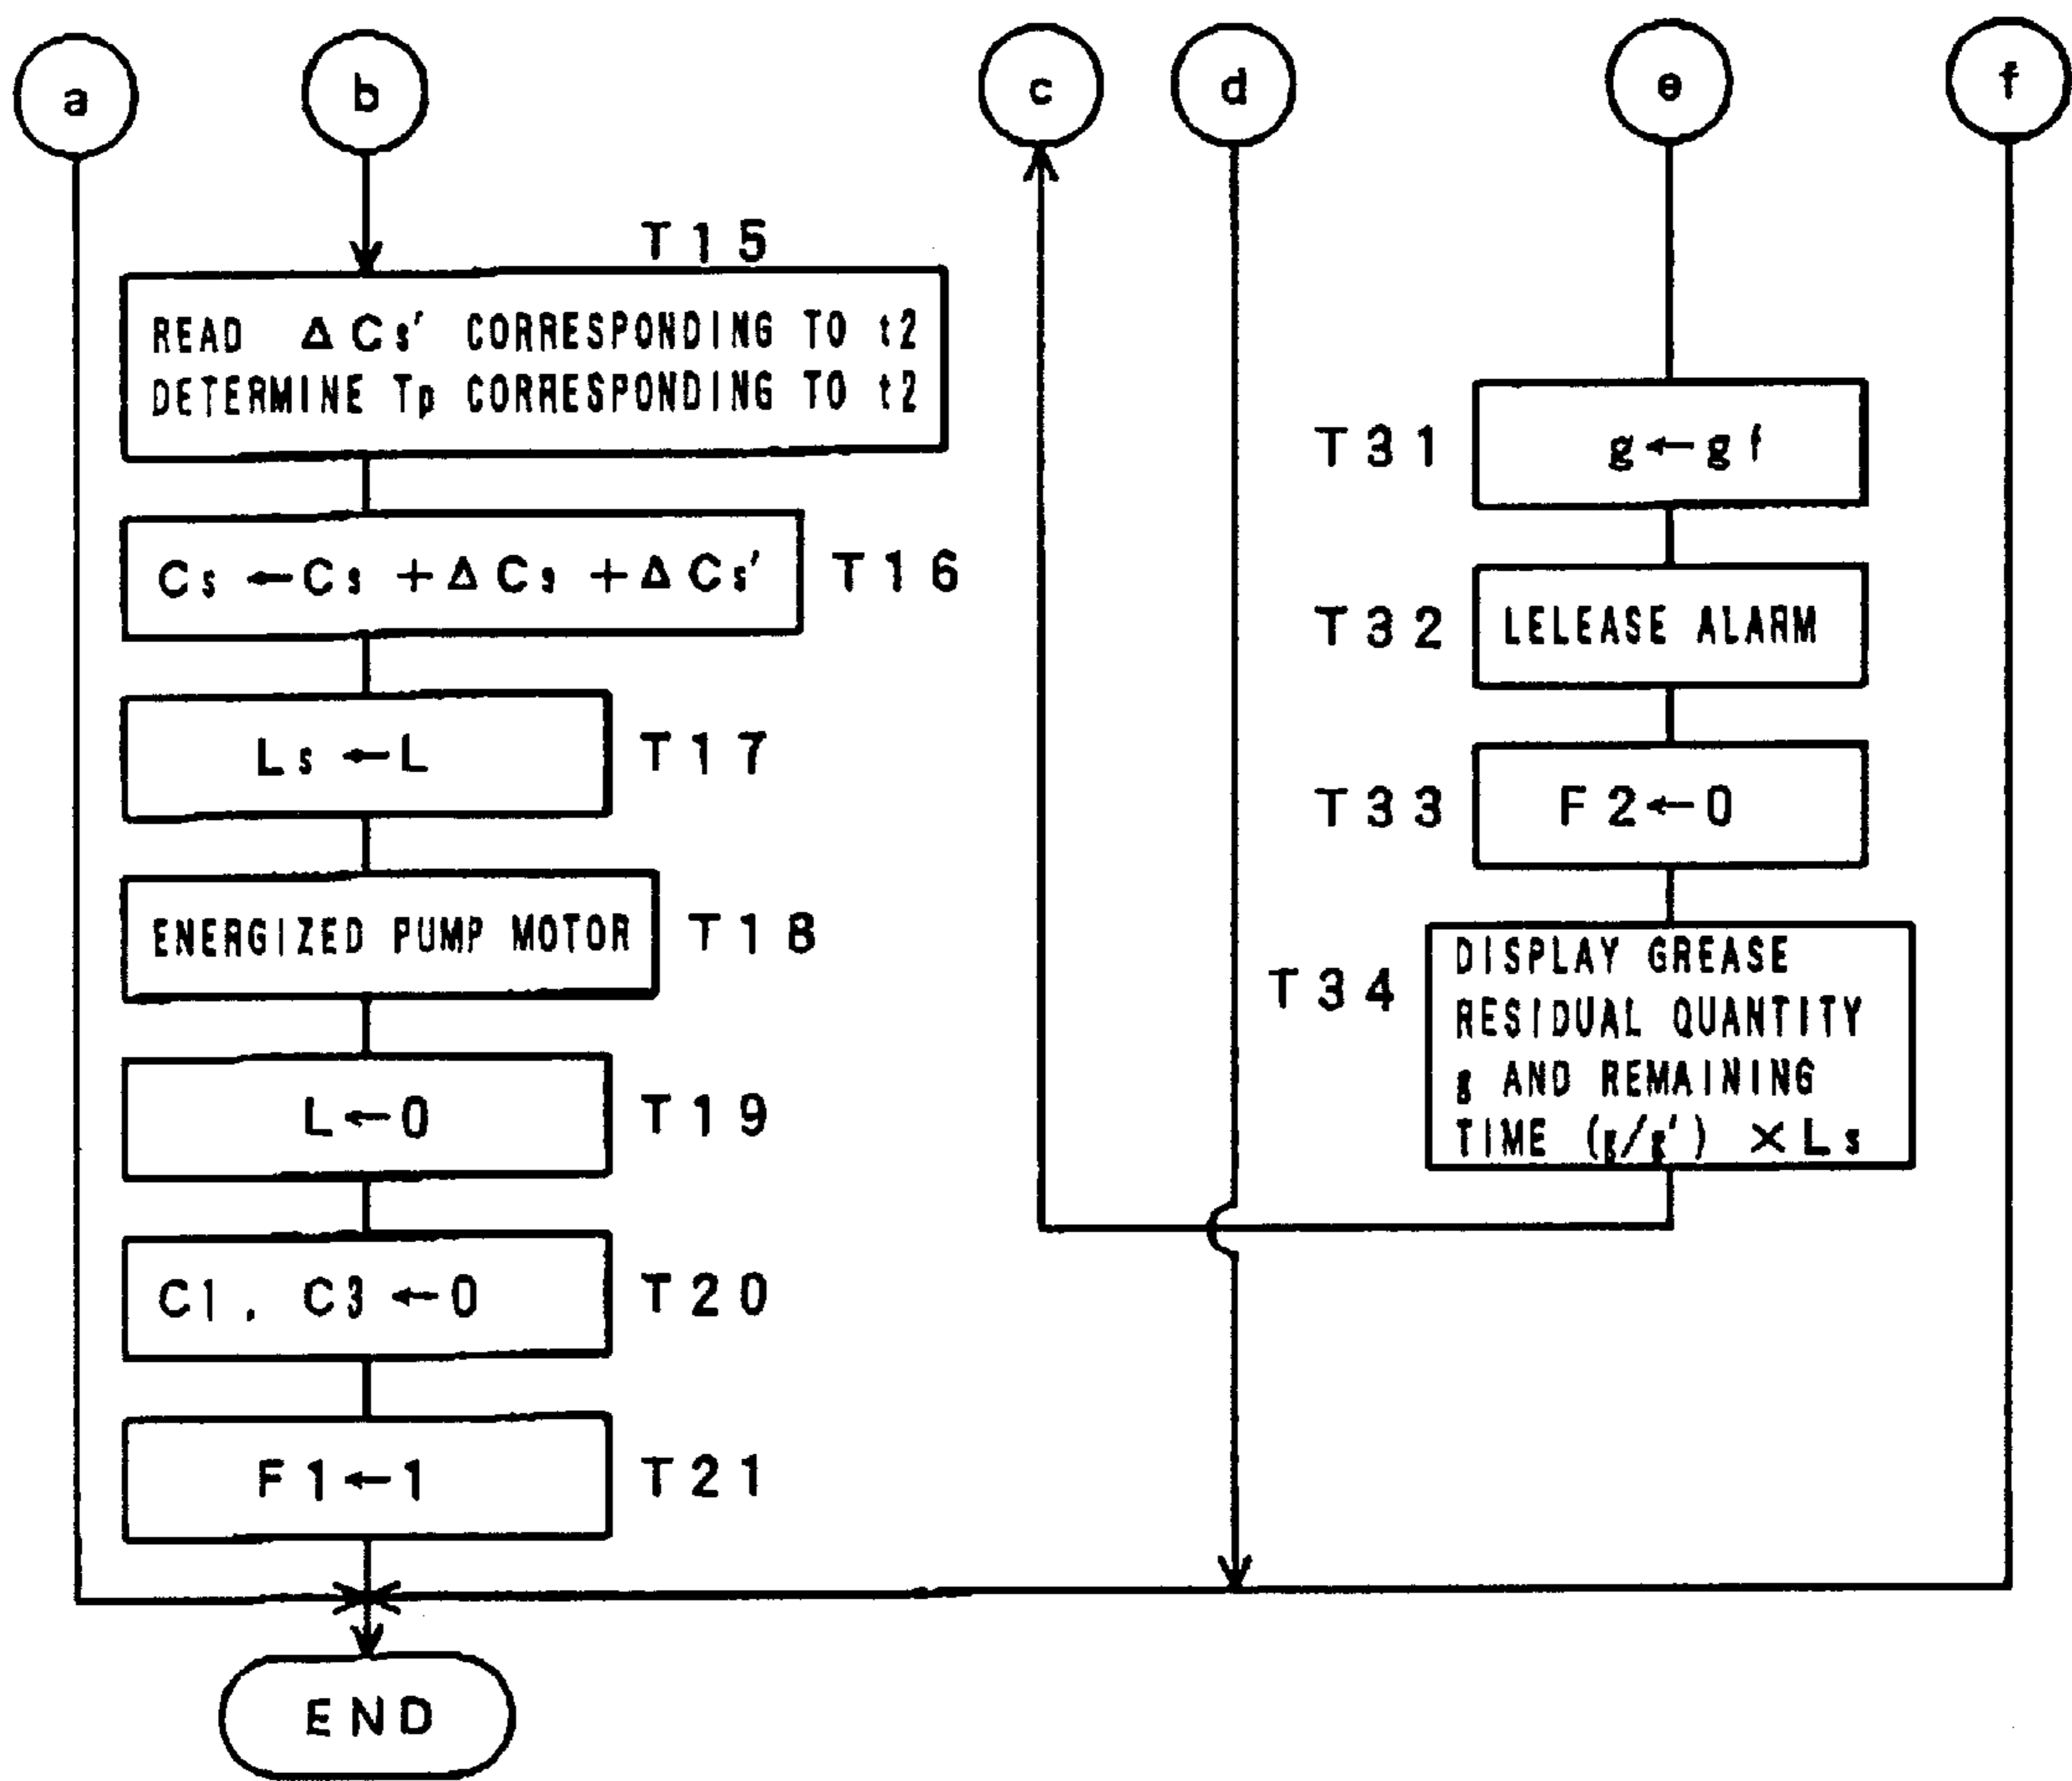 a
b
c
d
e
f
T15
READ ΔCs' CORRESPONDING TO t2
DETERMINE Tp CORRESPONDING TO t2
Cs ← Cs + ΔCs + ΔCs'
T16
Ls ← L
T17
ENERGIZED PUMP MOTOR
T18
L ← 0
T19
C1, C3 ← 0
T20
F1 ← 1
T21
END
T31
g ← gf
T32
LELEASE ALARM
T33
F2 ← 0
T34
DISPLAY GREASE
RESIDUAL QUANTITY
g AND REMAINING
TIME (g/g') × Ls